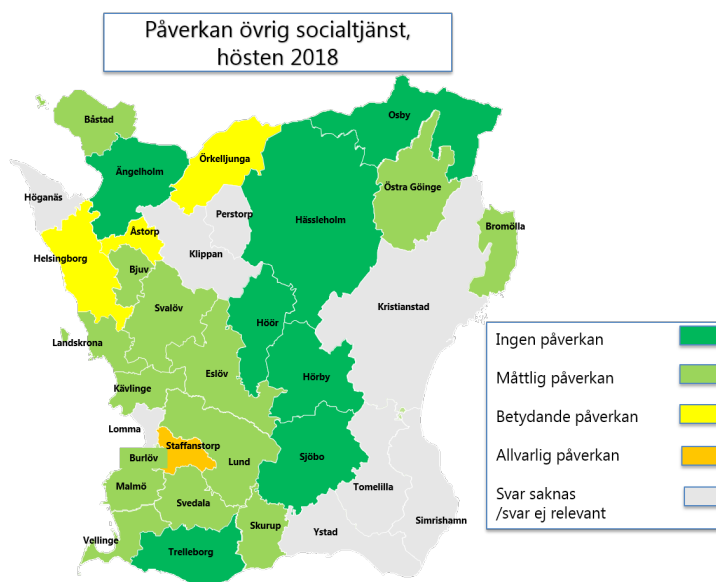 Påverkan övrig socialtjänst,
hösten 2018
Båstad
Osby
Örkelljunga
Ängelholm
Östra Göinge
Höganäs
Perstorp
Hässleholm
Åstorp
Bromölla
Helsingborg
Klippan
Bjuv
Kristianstad
Svalöv
Höör
Landskrona
Eslöv
Hörby
Kävlinge
Lomma
Staffanstorp
Burlöv
Lund
Sjöbo
Malmö
Tomelilla
Svedala
Simrishamn
Skurup
Ystad
Vellinge
Trelleborg
Ingen påverkan
Måttlig påverkan
Betydande påverkan
Allvarlig påverkan
Svar saknas
/svar ej relevant